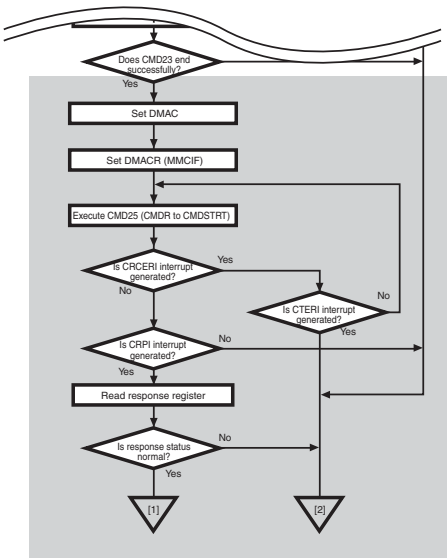 Does CMD23 end
successfully?
Yes
Set DMAC
Set DMACR (MMCIF)
Execute CMD25 (CMDR to CMDSTRT)
Is CRCERI interrupt
generated?
Yes
No
Is CTERI interrupt
generated?
No
Yes
Is CRPI interrupt
generated?
No
Yes
Read response register
Is response status
normal?
No
Yes
[1]
[2]